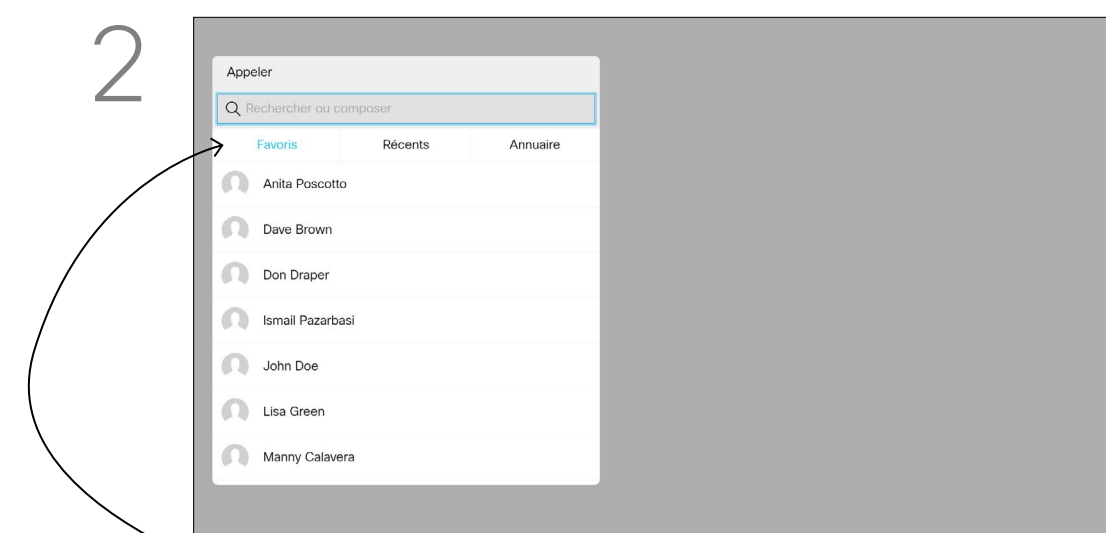 2
Appeler
Rechercher ou composer
Favoris Récents Annuaire
Anita Poscotto
Dave Brown
Don Draper
Ismail Pazarbasi
John Doe
Lisa Green
Manny Calavera